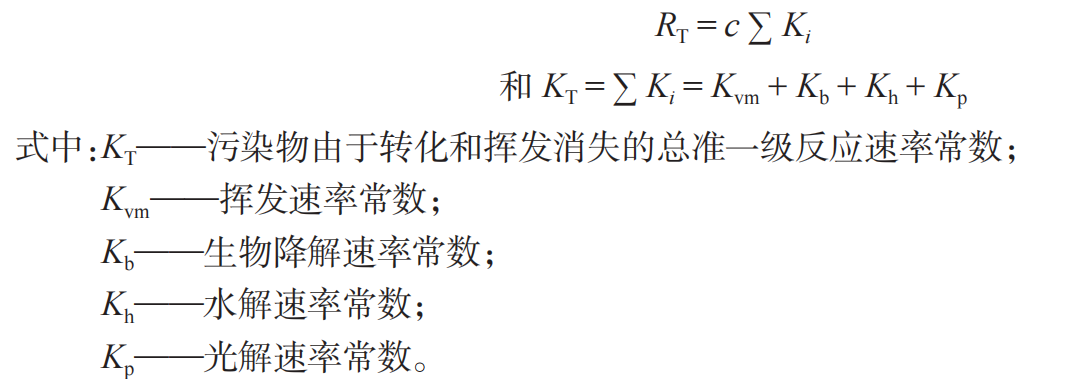 R_T = c ∑ K_i
和 K_T = ∑ K_i = K_vm + K_b + K_h + K_p
式中:K_T——污染物由于转化和挥发消失的总准一级反应速率常数;
K_vm——挥发速率常数;
K_b——生物降解速率常数;
K_h——水解速率常数;
K_p——光解速率常数。